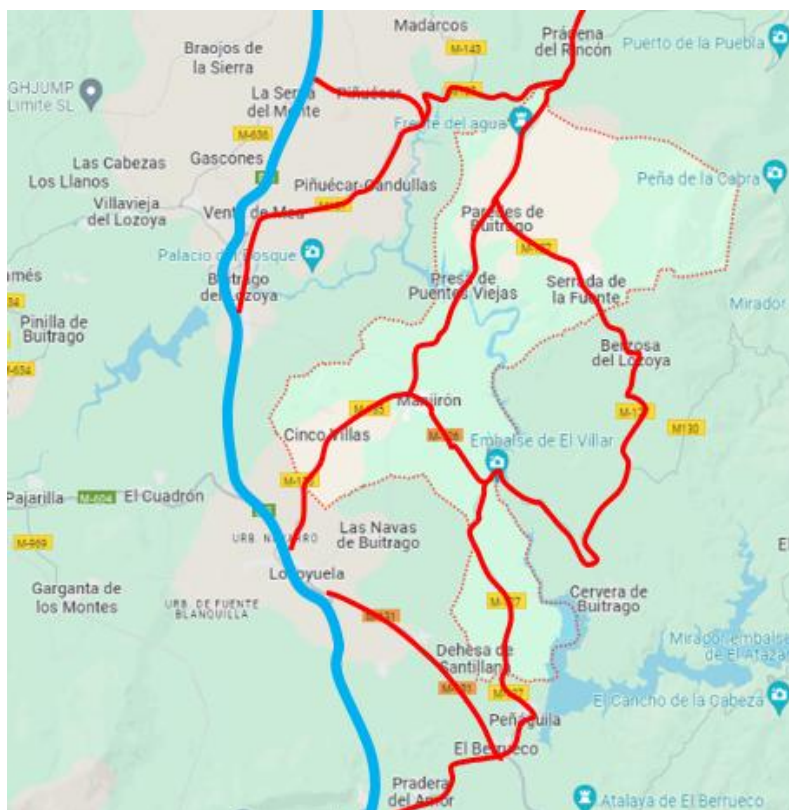 Madarcos
Prádena
del Rincón
Puerto de la Puebla
Braojos de
la Sierra
M-143
GHJUMP
Limite SL
La Serna
del Monte
Piñuécar
Frente del agua
M-636
Gascones
Las Cabezas
Los Llanos
Piñuécar-Gandullas
Peña de la Cabra
Villavieja
del Lozoya
Venta de Mea
Paredes de
Buitrago
Palacio del Bosque
Buitrago
del Lozoya
Presa de
Puentes Viejas
Serrada de
la Fuente
Mirador
Pinilla de
Buitrago
M-634
Berzosa
del Lozoya
Manjirón
M130
Cinco Villas
Embalse de El Villar
Pajarilla
M-604
El Cuadrón
Las Navas
de Buitrago
M-969
Lozoyuela
Garganta de
los Montes
URB. DE FUENTE
BLANQUILLA
Cervera de
Buitrago
Mirador embalse
de El Atazar
Dehesa de
Santillana
El Cancho de la Cabeza
Peñaguila
El Berrueco
Pradera
del Amor
Atalaya de El Berrueco